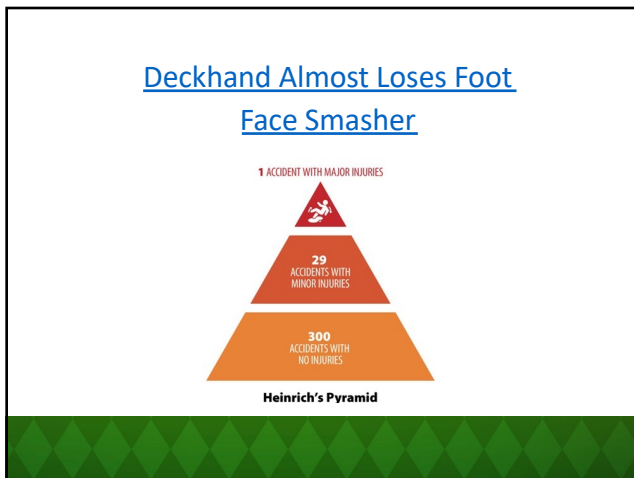 Deckhand Almost Loses Foot
Face Smasher
1 ACCIDENT WITH MAJOR INJURIES
29
ACCIDENTS WITH
MINOR INJURIES
300
ACCIDENTS WITH
NO INJURIES
Heinrich's Pyramid